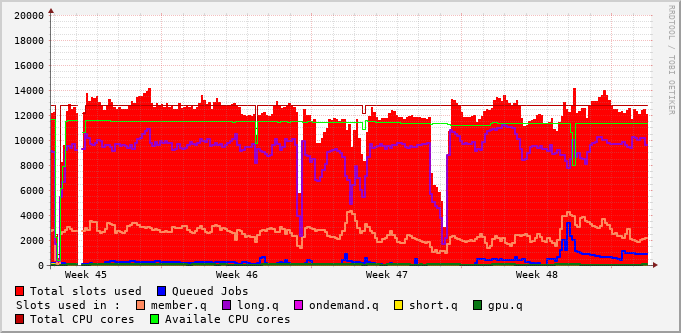 20000
18000
16000
14000
12000
10000
8000
6000
4000
2000
0
Week 45 Week 46 Week 47 Week 48
RRDTOOL / TOBI OETIKER
Total slots used Queued Jobs
Slots used in : member.q long.q ondemand.q short.q gpu.q
Total CPU cores Availale CPU cores